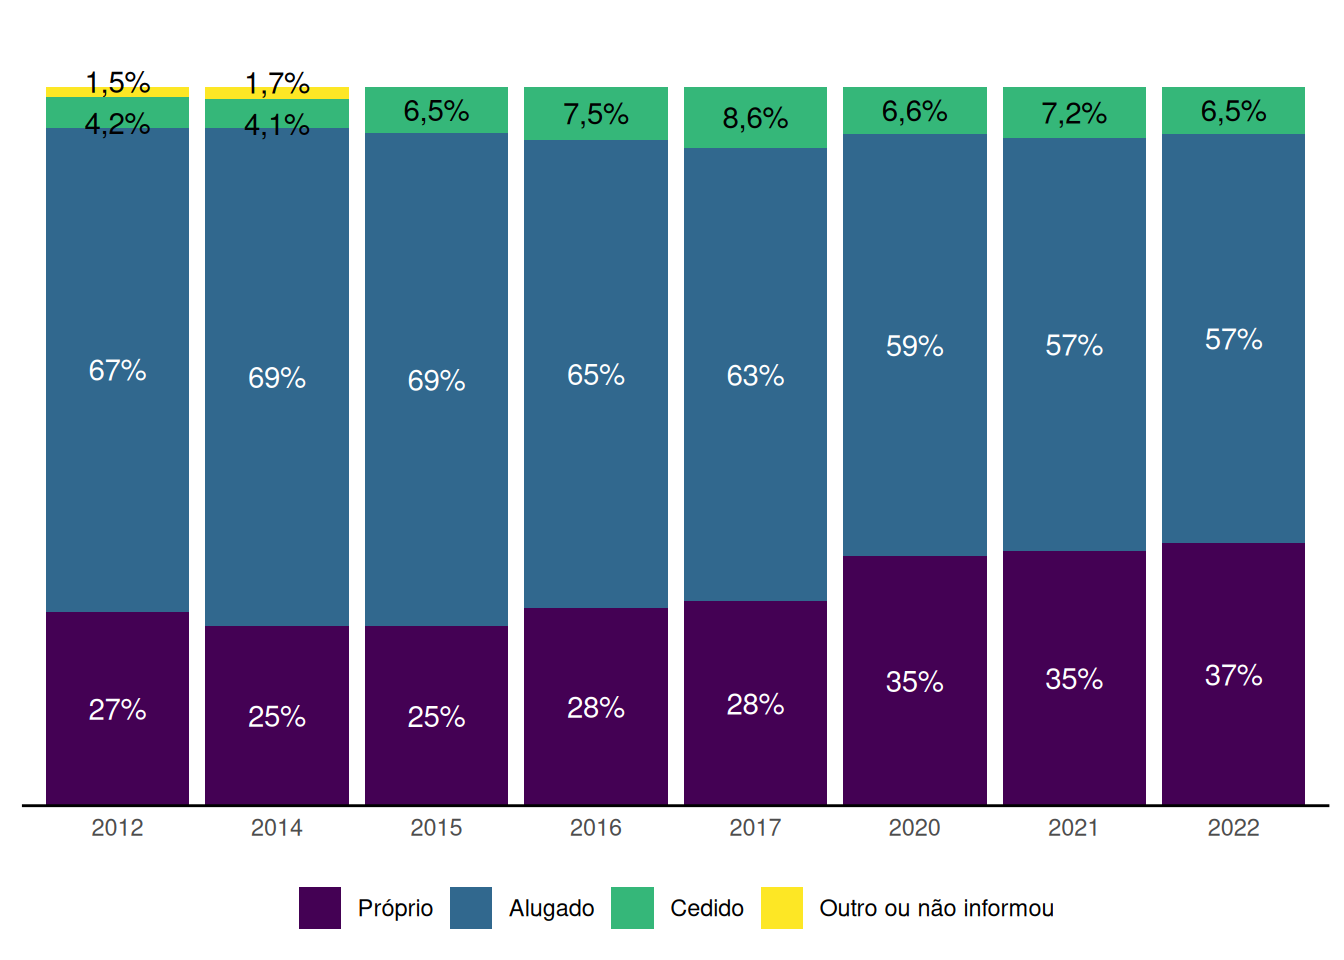 1,5% 1,7%
4,2% 4,1% 6,5% 7,5% 8,6% 6,6% 7,2% 6,5%
67% 69% 69% 65% 63% 59% 57% 57%
27% 25% 25% 28% 28% 35% 35% 37%
2012 2014 2015 2016 2017 2020 2021 2022
Próprio Alugado Cedido Outro ou não informou